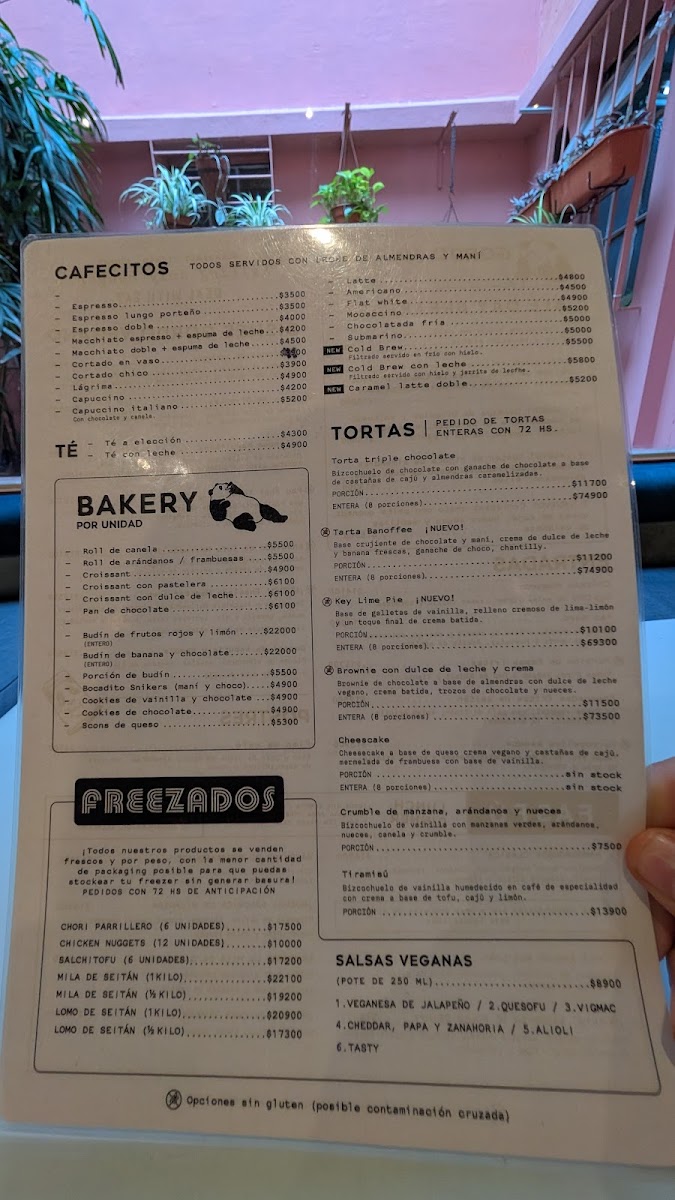 CAFECITOS TODOS SERVIDOS CON LECHE DE ALMENDRAS Y MANÍ
–
– Espresso.....$3500
– Espresso lungo porteño.....$3500
– Espresso doble.....$4000
– Macchiato espresso + espuma de leche...$4200
– Macchiato doble + espuma de leche.....$4500
– Cortado en vaso.....
– Cortado chico.....$3900
– Lágrima.....$4900
– Capuccino.....$4200
– Capuccino italiano.....$5200
Con chocolate y canela.
– Latte.....$4800
– Americano.....$4500
– Flat white.....$4900
– Mocaccino.....$5200
– Chocolatada fría.....$5000
– Submarino.....$5000
NEW Cold Brew.....$5500
Filtrado servido en frío con hielo.
NEW Cold Brew con leche.....$5800
Filtrado servido con hielo y jarrita de leche.
NEW Caramel latte doble.....$5200
TÉ
– Té a elección.....$4300
– Té con leche.....$4900
BAKERY
POR UNIDAD
– Roll de canela.....$5500
– Roll de arándanos / frambuesas.....$5500
– Croissant.....$4900
– Croissant con pastelera.....$6100
– Croissant con dulce de leche.....$6100
– Pan de chocolate.....$6100
–
– Budín de frutos rojos y limón.....$22000
(ENTERO)
– Budín de banana y chocolate.....$22000
(ENTERO)
– Porción de budín.....$5500
– Bocadito Snikers (maní y choco).....$4900
– Cookies de vainilla y chocolate.....$4900
– Cookies de chocolate.....$4900
– Scons de queso.....$5300
TORTAS | PEDIDO DE TORTAS
ENTERAS CON 72 HS.
Torta triple chocolate
Bizcochuelo de chocolate con ganache de chocolate a base
de castañas de cajú y almendras caramelizadas.
PORCIÓN.....$11700
ENTERA (8 porciones).....$74900
Tarta Banoffee ¡NUEVO!
Base crujiente de chocolate y maní, crema de dulce de leche
y banana frescas, ganache de choco, chantilly.
PORCIÓN.....$11200
ENTERA (8 porciones).....$74900
Key Lime Pie ¡NUEVO!
Base de galletas de vainilla, relleno cremoso de lima-limón
y un toque final de crema batida.
PORCIÓN.....$10100
ENTERA (8 porciones).....$69300
Brownie con dulce de leche y crema
Brownie de chocolate a base de almendras con dulce de leche
vegano, crema batida, trozos de chocolate y nueces.
PORCIÓN.....$11500
ENTERA (8 porciones).....$73500
Cheescake
Cheesacake a base de queso crema vegano y castañas de cajú,
mermelada de frambuesa con base de vainilla.
PORCIÓN.....sin stock
ENTERA (8 porciones).....sin stock
Crumble de manzana, arándanos y nueces
Bizcochuelo de vainilla con manzanas verdes, arándanos,
nueces, canela y crumble.
PORCIÓN.....$7500
Tiramisú
Bizcochuelo de vainilla humedecido en café de especialidad
con crema a base de tofu, cajú y limón.
PORCIÓN.....$13900
FREEZADOS
¡Todos nuestros productos se venden
frescos y por peso, con la menor cantidad
de packaging posible para que puedas
stockear tu freezer sin generar basura!
PEDIDOS CON 72 HS DE ANTICIPACIÓN
CHORI PARRILLERO (6 UNIDADES).....$17500
CHICKEN NUGGETS (12 UNIDADES).....$10000
SALCHITOFU (6 UNIDADES).....$17200
MILA DE SEITÁN (1 KILO).....$22100
MILA DE SEITÁN (½ KILO).....$19200
LOMO DE SEITÁN (1KILO).....$20900
LOMO DE SEITÁN (½ KILO).....$17300
SALSAS VEGANAS
(POTE DE 250 ML).....$8900
1.VEGANESA DE JALAPEÑO / 2.QUESOFU / 3.VIGMAC
4.CHEDDAR, PAPA Y ZANAHORIA / 5.ALIOLI
6.TASTY
Opciones sin gluten (posible contaminación cruzada)